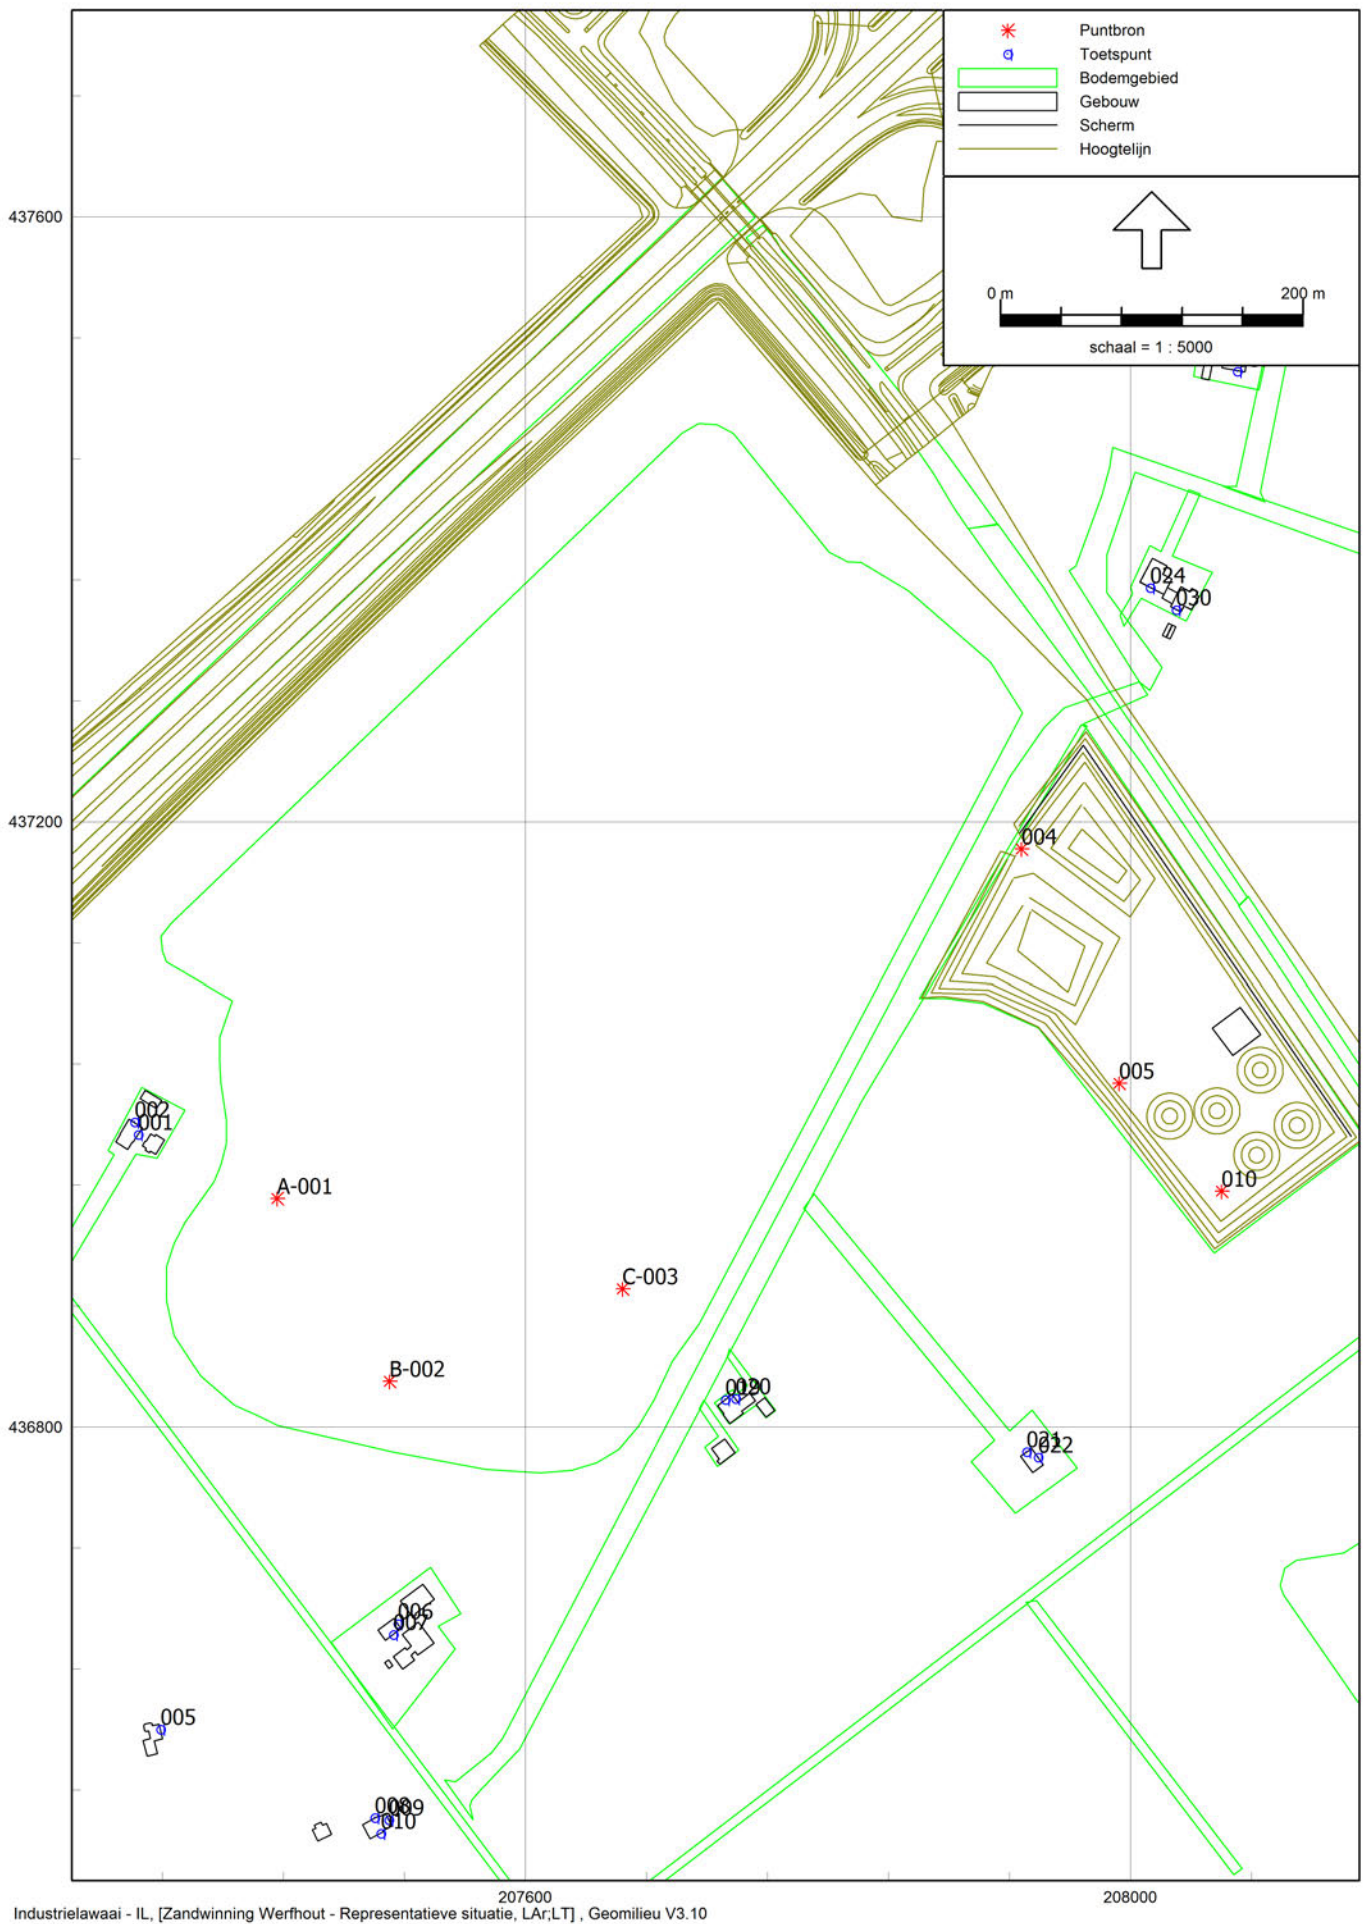 Puntbron
Toetspunt
Bodemgebied
Gebouw
Scherm
Hoogtelijn
437600
0 m 200 m
schaal = 1 : 5000
024
030
437200
004
005
002
001
A-001
010
C-003
B-002
020
436800
021
022
006
007
005
009
010
207600 208000
Industrielawaai - IL, [Zandwinning Werfhout - Representatieve situatie, LAr;LT] , Geomilieu V3.10